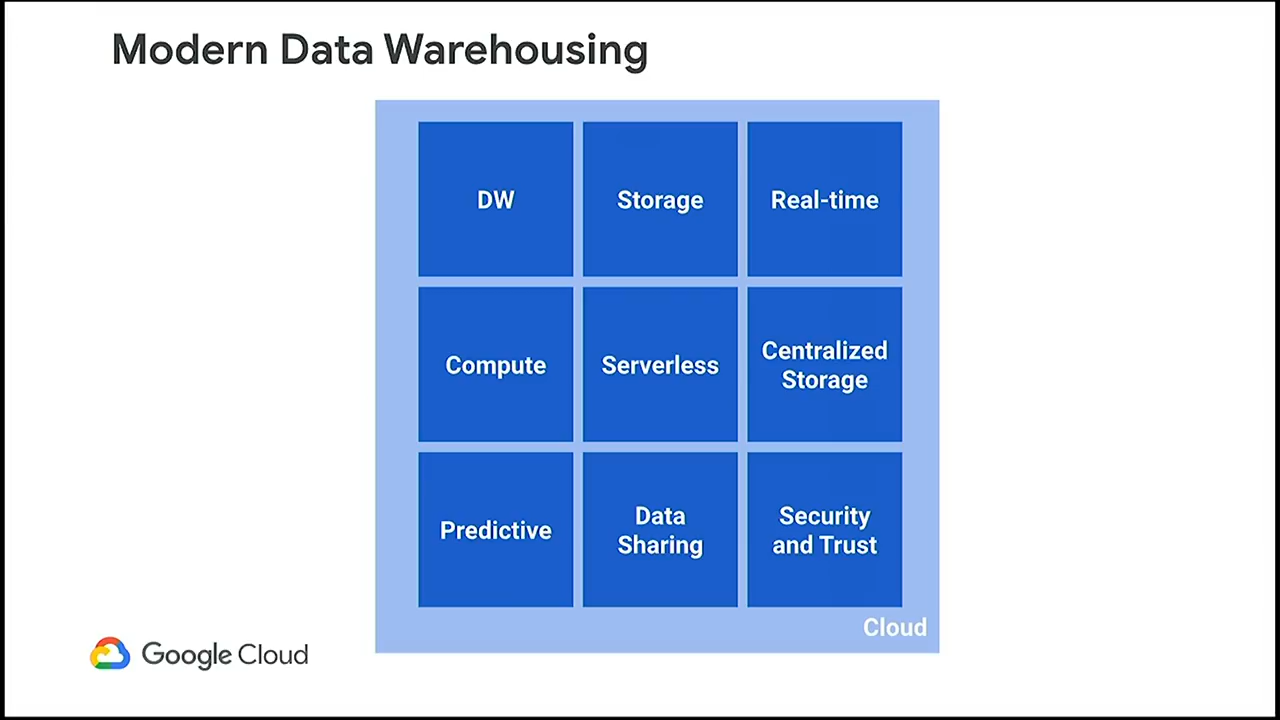 Modern Data Warehousing
DW
Storage
Real-time
Compute
Serverless
Centralized
Storage
Predictive
Data
Sharing
Security
and Trust
Cloud
Google Cloud